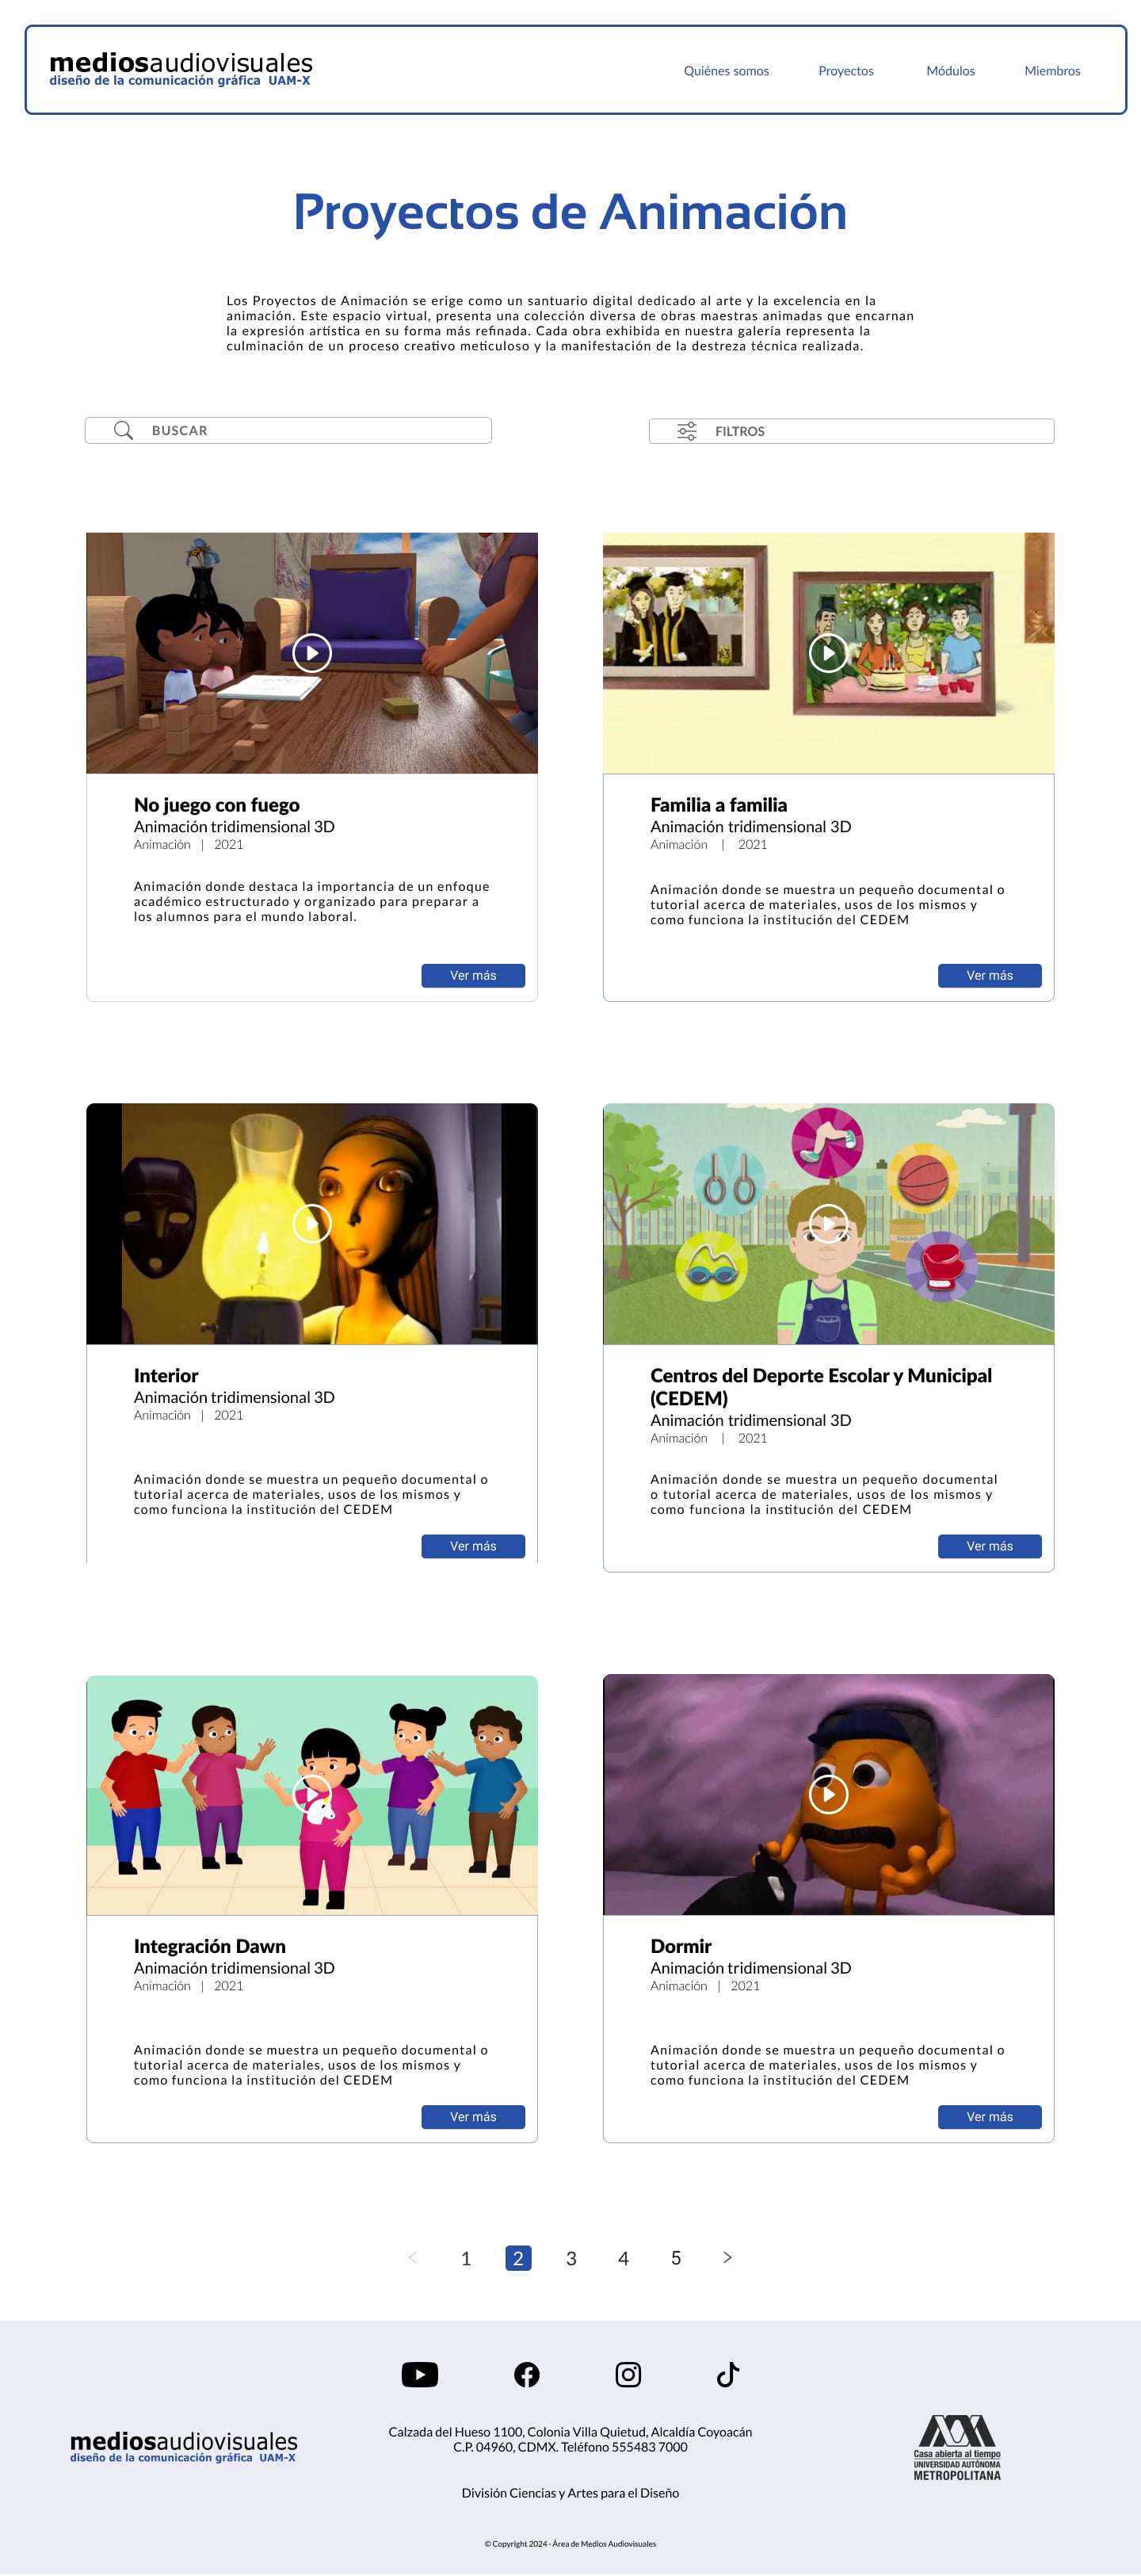 mediosaudiovisuales
diseño de la comunicación gráfica UAM-X
Quiénes somos
Proyectos
Módulos
Miembros
Proyectos de Animación
Los Proyectos de Animación se erige como un santuario digital dedicado al arte y la excelencia en la
animación. Este espacio virtual, presenta una colección diversa de obras maestras animadas que encarnan
la expresión artística en su forma más refinada. Cada obra exhibida en nuestra galería representa la
culminación de un proceso creativo meticuloso y la manifestación de la destreza técnica realizada.
BUSCAR
FILTROS
No juego con fuego
Animación tridimensional 3D
Animación | 2021
Animación donde destaca la importancia de un enfoque
académico estructurado y organizado para preparar a
los alumnos para el mundo laboral.
Ver más
Familia a familia
Animación tridimensional 3D
Animación | 2021
Animación donde se muestra un pequeño documental o
tutorial acerca de materiales, usos de los mismos y
como funciona la institución del CEDEM
Ver más
Interior
Animación tridimensional 3D
Animación | 2021
Animación donde se muestra un pequeño documental o
tutorial acerca de materiales, usos de los mismos y
como funciona la institución del CEDEM
Ver más
Centros del Deporte Escolar y Municipal
(CEDEM)
Animación tridimensional 3D
Animación | 2021
Animación donde se muestra un pequeño documental
o tutorial acerca de materiales, usos de los mismos y
como funciona la institución del CEDEM
Ver más
Integración Dawn
Animación tridimensional 3D
Animación | 2021
Animación donde se muestra un pequeño documental o
tutorial acerca de materiales, usos de los mismos y
como funciona la institución del CEDEM
Ver más
Dormir
Animación tridimensional 3D
Animación | 2021
Animación donde se muestra un pequeño documental o
tutorial acerca de materiales, usos de los mismos y
como funciona la institución del CEDEM
Ver más
< 1 2 3 4 5 >
mediosaudiovisuales
diseño de la comunicación gráfica UAM-X
Calzada del Hueso 1100, Colonia Villa Quietud, Alcaldía Coyoacán
C.P. 04960, CDMX. Teléfono 555483 7000
División Ciencias y Artes para el Diseño
© Copyright 2024 - Área de Medios Audiovisuales
Casa abierta al tiempo
UNIVERSIDAD AUTÓNOMA
METROPOLITANA